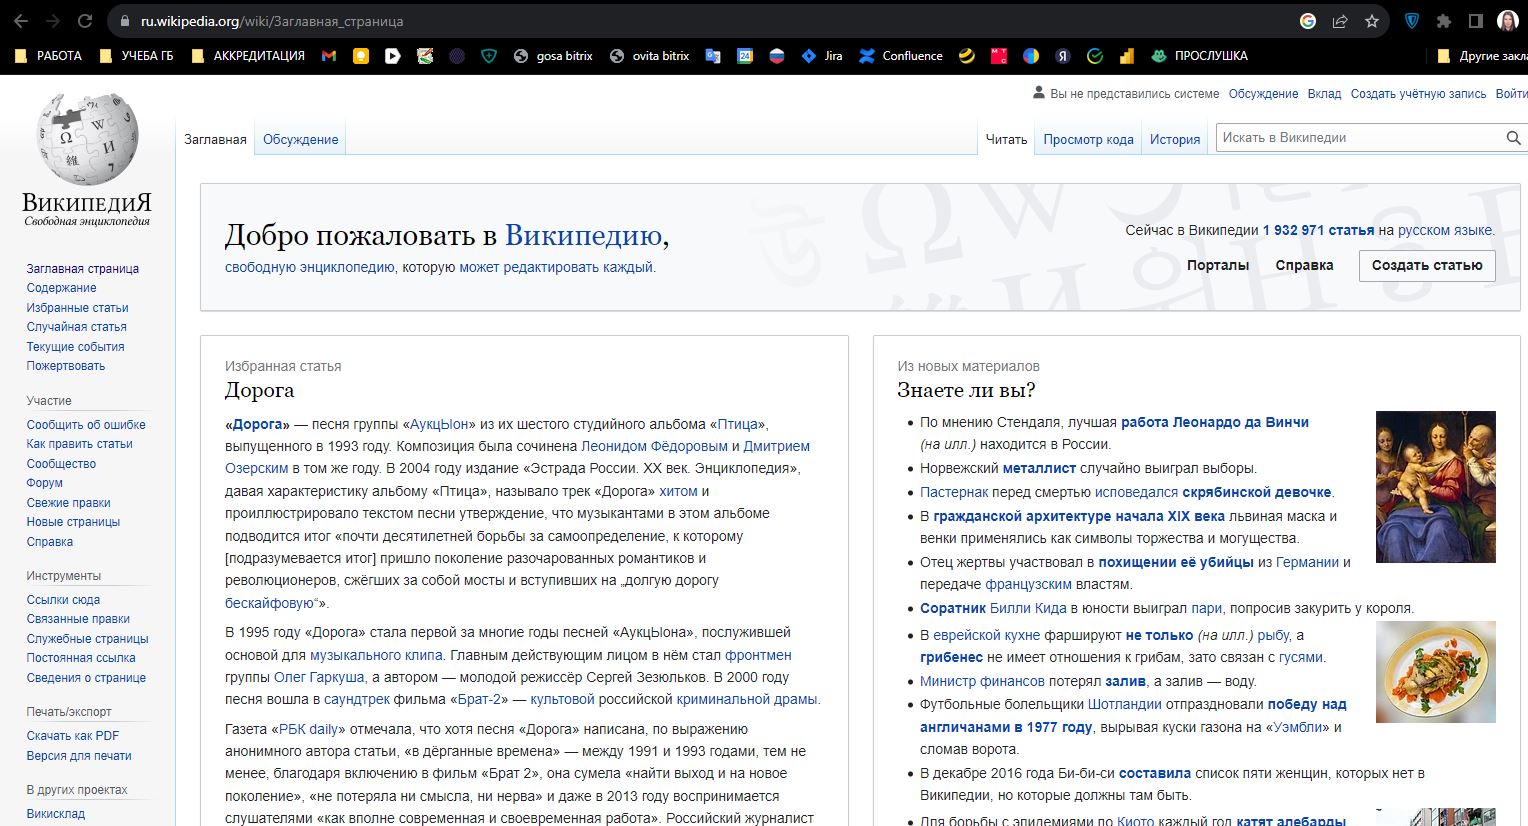 ru.wikipedia.org/wiki/Заглавная_страница
РАБОТА
УЧЕБА ГБ
АККРЕДИТАЦИЯ
gosa bitrix
ovita bitrix
24
Jira
Confluence
Я
ПРОСЛУШКА
Другие закла
Вы не представились системе
Обсуждение
Вклад
Создать учётную запись
Войти
Заглавная
Обсуждение
Читать
Просмотр кода
История
Искать в Википедии
ВикипедиЯ
Свободная энциклопедия
Заглавная страница
Содержание
Избранные статьи
Случайная статья
Текущие события
Пожертвовать
Участие
Сообщить об ошибке
Как править статьи
Сообщество
Форум
Свежие правки
Новые страницы
Справка
Инструменты
Ссылки сюда
Связанные правки
Служебные страницы
Постоянная ссылка
Сведения о странице
Печать/экспорт
Скачать как PDF
Версия для печати
В других проектах
Викисклад
Добро пожаловать в Википедию,
свободную энциклопедию, которую может редактировать каждый.
Сейчас в Википедии 1 932 971 статья на русском языке.
Порталы
Справка
Создать статью
Избранная статья
Дорога
«Дорога» — песня группы «АукцЫон» из их шестого студийного альбома «Птица»,
выпущенного в 1993 году. Композиция была сочинена Леонидом Фёдоровым и Дмитрием
Озерским в том же году. В 2004 году издание «Эстрада России. XX век. Энциклопедия»,
давая характеристику альбому «Птица», называло трек «Дорога» хитом и
проиллюстрировало текстом песни утверждение, что музыкантами в этом альбоме
подводится итог «почти десятилетней борьбы за самоопределение, к которому
[подразумевается итог] пришло поколение разочарованных романтиков и
революционеров, сжёгших за собой мосты и вступивших на „долгую дорогу
бескайфовую“».
В 1995 году «Дорога» стала первой за многие годы песней «АукцЫона», послужившей
основой для музыкального клипа. Главным действующим лицом в нём стал фронтмен
группы Олег Гаркуша, а автором — молодой режиссёр Сергей Зезюльков. В 2000 году
песня вошла в саундтрек фильма «Брат-2» — культовой российской криминальной драмы.
Газета «РБК daily» отмечала, что хотя песня «Дорога» написана, по выражению
анонимного автора статьи, «в дёрганные времена» — между 1991 и 1993 годами, тем не
менее, благодаря включению в фильм «Брат 2», она сумела «найти выход и на новое
поколение», «не потеряла ни смысла, ни нерва» и даже в 2013 году воспринимается
слушателями «как вполне современная и своевременная работа». Российский журналист
Из новых материалов
Знаете ли вы?
По мнению Стендаля, лучшая работа Леонардо да Винчи
(на илл.) находится в России.
Норвежский металлист случайно выиграл выборы.
Пастернак перед смертью исповедался скрябинской девочке.
В гражданской архитектуре начала XIX века львиная маска и
венки применялись как символы торжества и могущества.
Отец жертвы участвовал в похищении её убийцы из Германии и
передаче французским властям.
Соратник Билли Кида в юности выиграл пари, попросив закурить у короля.
В еврейской кухне фаршируют не только (на илл.) рыбу, а
грибенес не имеет отношения к грибам, зато связан с гусями.
Министр финансов потерял залив, а залив — воду.
Футбольные болельщики Шотландии отпраздновали победу над
англичанами в 1977 году, вырывая куски газона на «Уэмбли» и
сломав ворота.
В декабре 2016 года Би-би-си составила список пяти женщин, которых нет в
Википедии, но которые должны там быть.
Для борьбы с эпидемиями по Киото каждый год катят алебарды